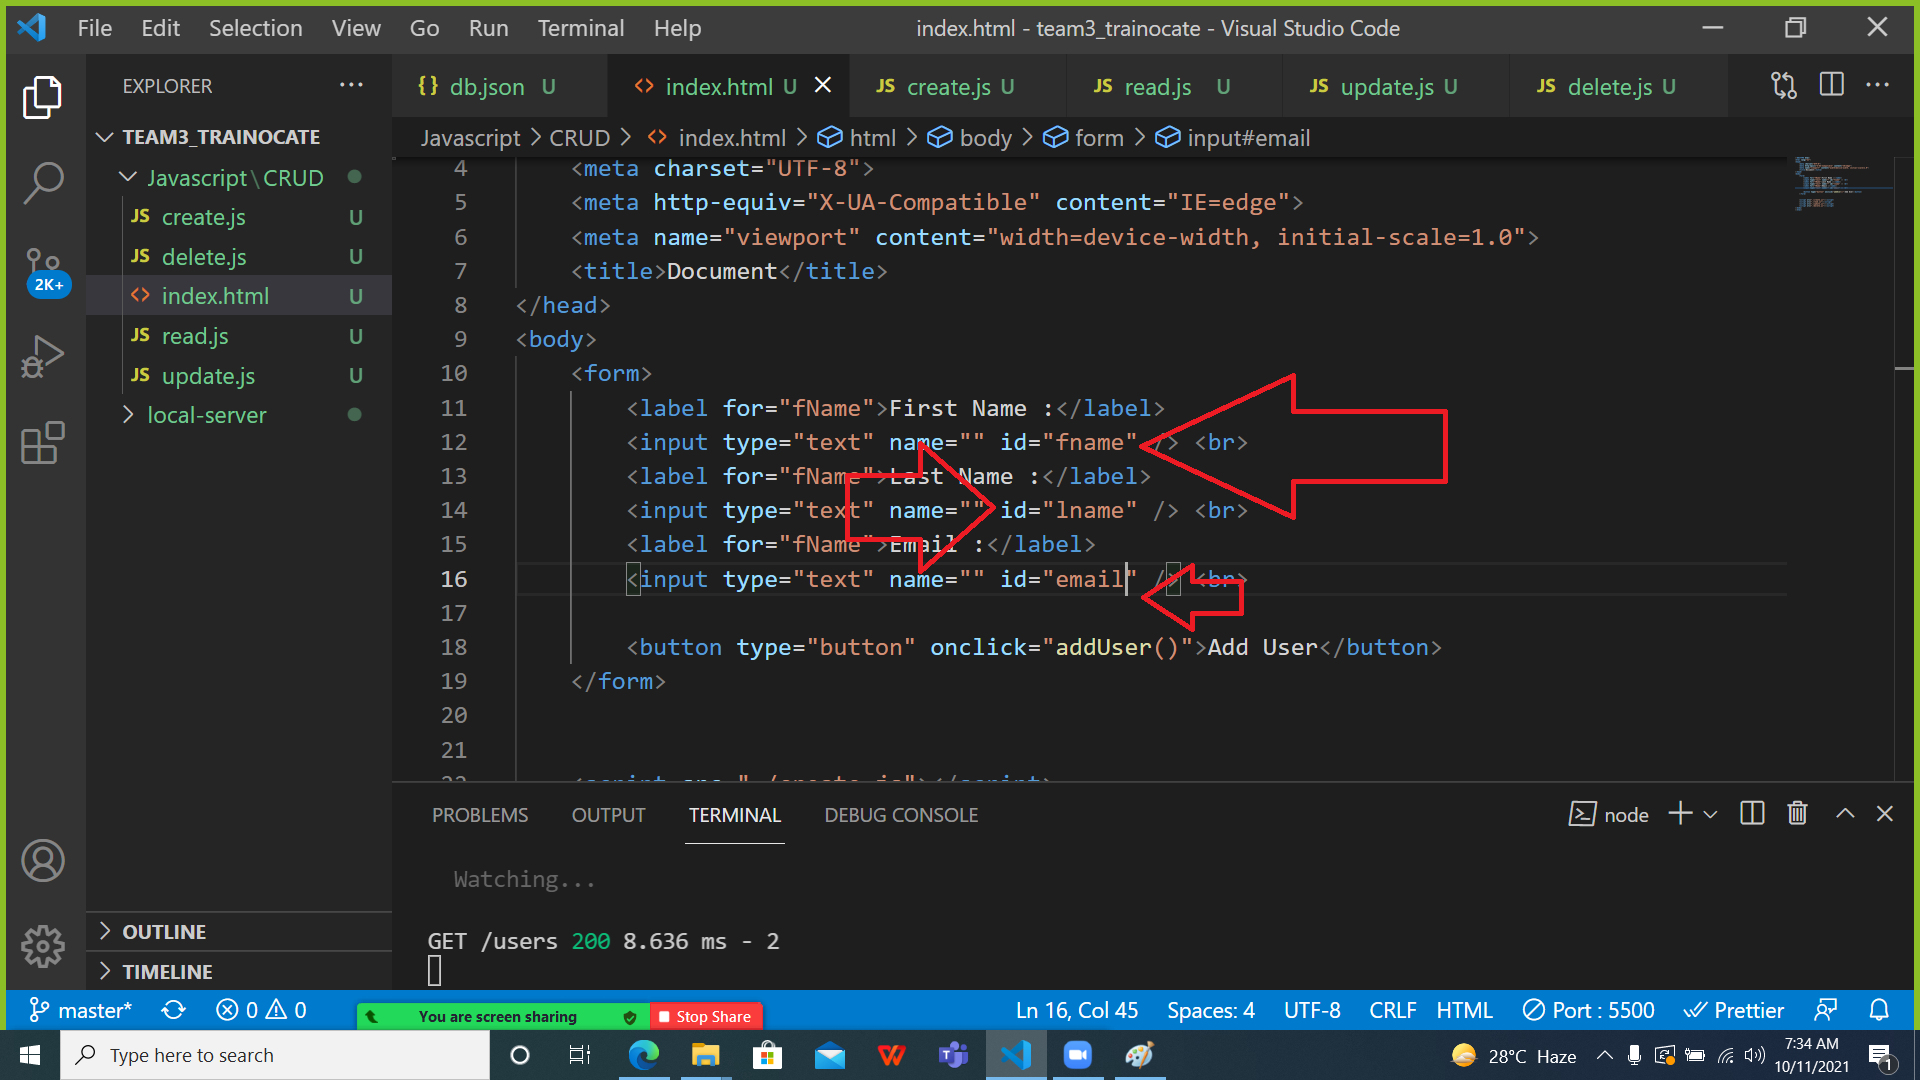 File Edit Selection View Go Run Terminal Help
index.html - team3_trainocate - Visual Studio Code
EXPLORER
{} db.json U
<> index.html U
JS create.js U
JS read.js U
JS update.js U
JS delete.js U
TEAM3_TRAINOCATE
Javascript\CRUD
JS create.js U
JS delete.js U
<> index.html U
JS read.js U
JS update.js U
local-server
2K+
OUTLINE
TIMELINE
Javascript > CRUD > <> index.html > html > body > form > input#email
4 <meta charset="UTF-8">
5 <meta http-equiv="X-UA-Compatible" content="IE=edge">
6 <meta name="viewport" content="width=device-width, initial-scale=1.0">
7 <title>Document</title>
8 </head>
9 <body>
10 <form>
11 <label for="fName">First Name :</label>
12 <input type="text" name="" id="fname" /> <br>
13 <label for="fName">Last Name :</label>
14 <input type="text" name="" id="lname" /> <br>
15 <label for="fName">Email :</label>
16 <input type="text" name="" id="email" /> <br>
17
18 <button type="button" onclick="addUser()">Add User</button>
19 </form>
20
21
22 <script src="./create.js"></script>
PROBLEMS OUTPUT TERMINAL DEBUG CONSOLE
node
Watching...
GET /users 200 8.636 ms - 2
master* 0 0
You are screen sharing
Stop Share
Ln 16, Col 45 Spaces: 4 UTF-8 CRLF HTML Port : 5500 Prettier
Type here to search
28°C Haze
7:34 AM
10/11/2021
1